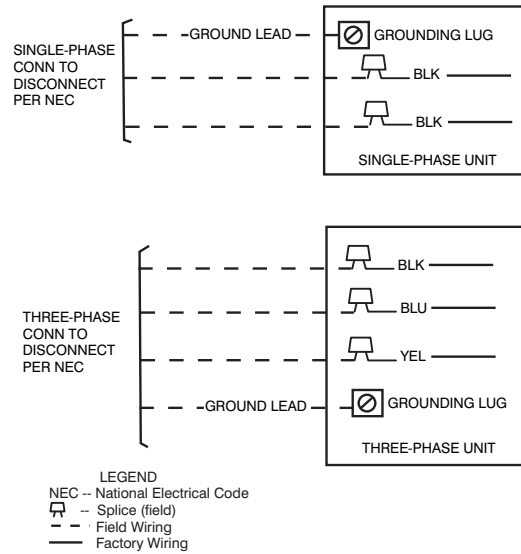 SINGLE-PHASE
CONN TO
DISCONNECT
PER NEC
GROUND LEAD
GROUNDING LUG
BLK
BLK
SINGLE-PHASE UNIT
THREE-PHASE
CONN TO
DISCONNECT
PER NEC
BLK
BLU
YEL
GROUND LEAD
GROUNDING LUG
THREE-PHASE UNIT
LEGEND
NEC -- National Electrical Code
-- Splice (field)
Field Wiring
Factory Wiring